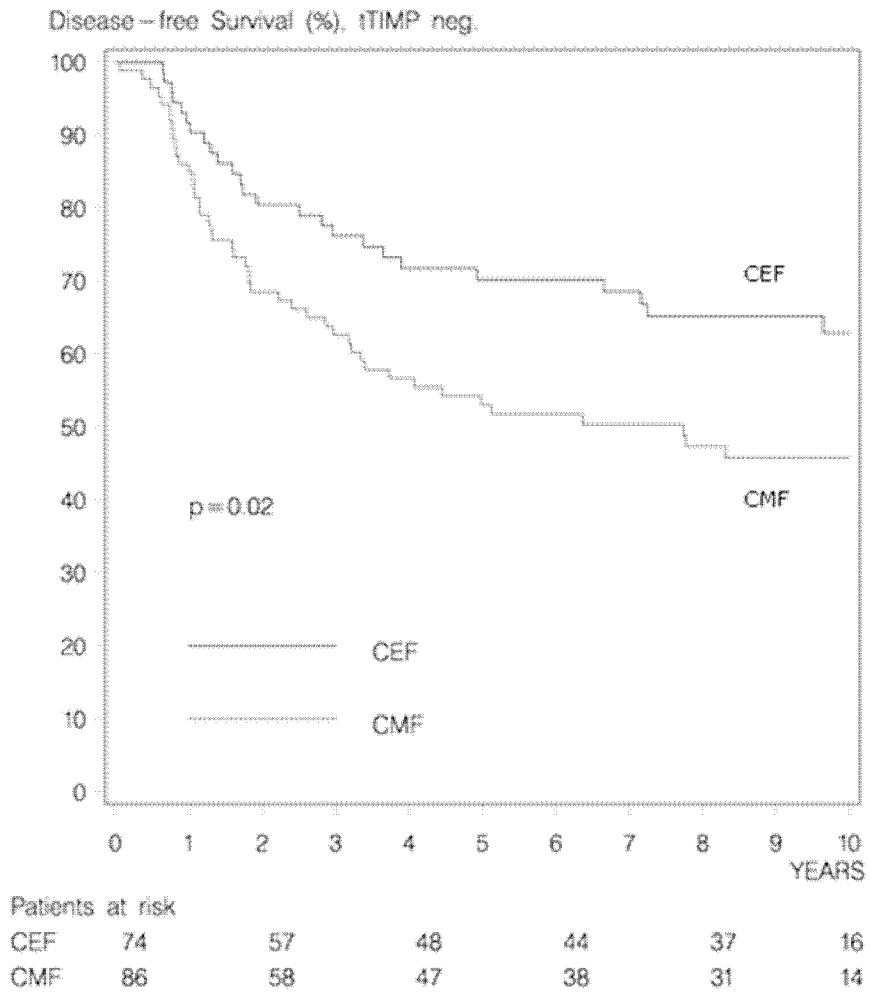 Disease-free Survival (%), tTIMP neg.
100
90
80
70
60
50
40
30
20
10
0
CEF
CMF
p=0.02
CEF
CMF
0 1 2 3 4 5 6 7 8 9 10
YEARS
Patients at risk
CEF 74 57 48 44 37 16
CMF 86 58 47 38 31 14